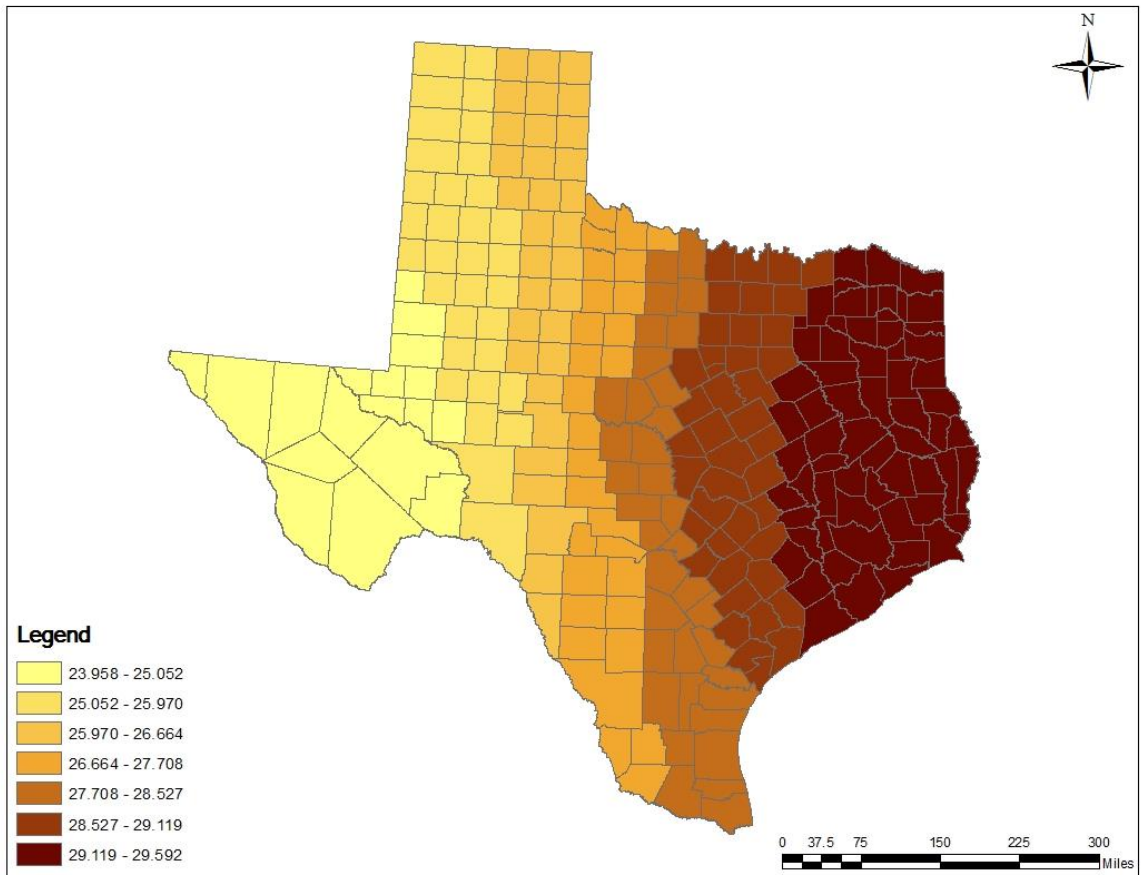 N
Legend
23.958 - 25.052
25.052 - 25.970
25.970 - 26.664
26.664 - 27.708
27.708 - 28.527
28.527 - 29.119
29.119 - 29.592
0 37.5 75 150 225 300
Miles